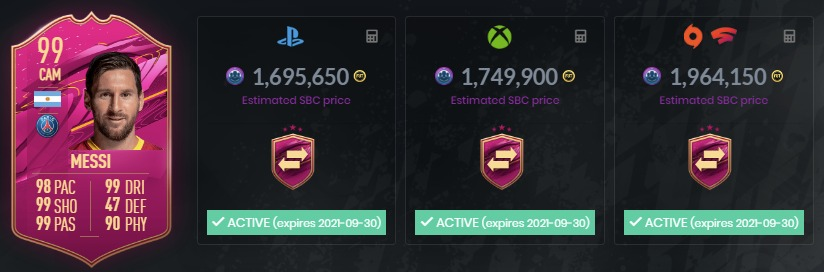 99
CAM
MESSI
98 PAC 99 DRI
99 SHO 47 DEF
99 PAS 90 PHY
1,695,650
Estimated SBC price
ACTIVE (expires 2021-09-30)
1,749,900
Estimated SBC price
ACTIVE (expires 2021-09-30)
1,964,150
Estimated SBC price
ACTIVE (expires 2021-09-30)